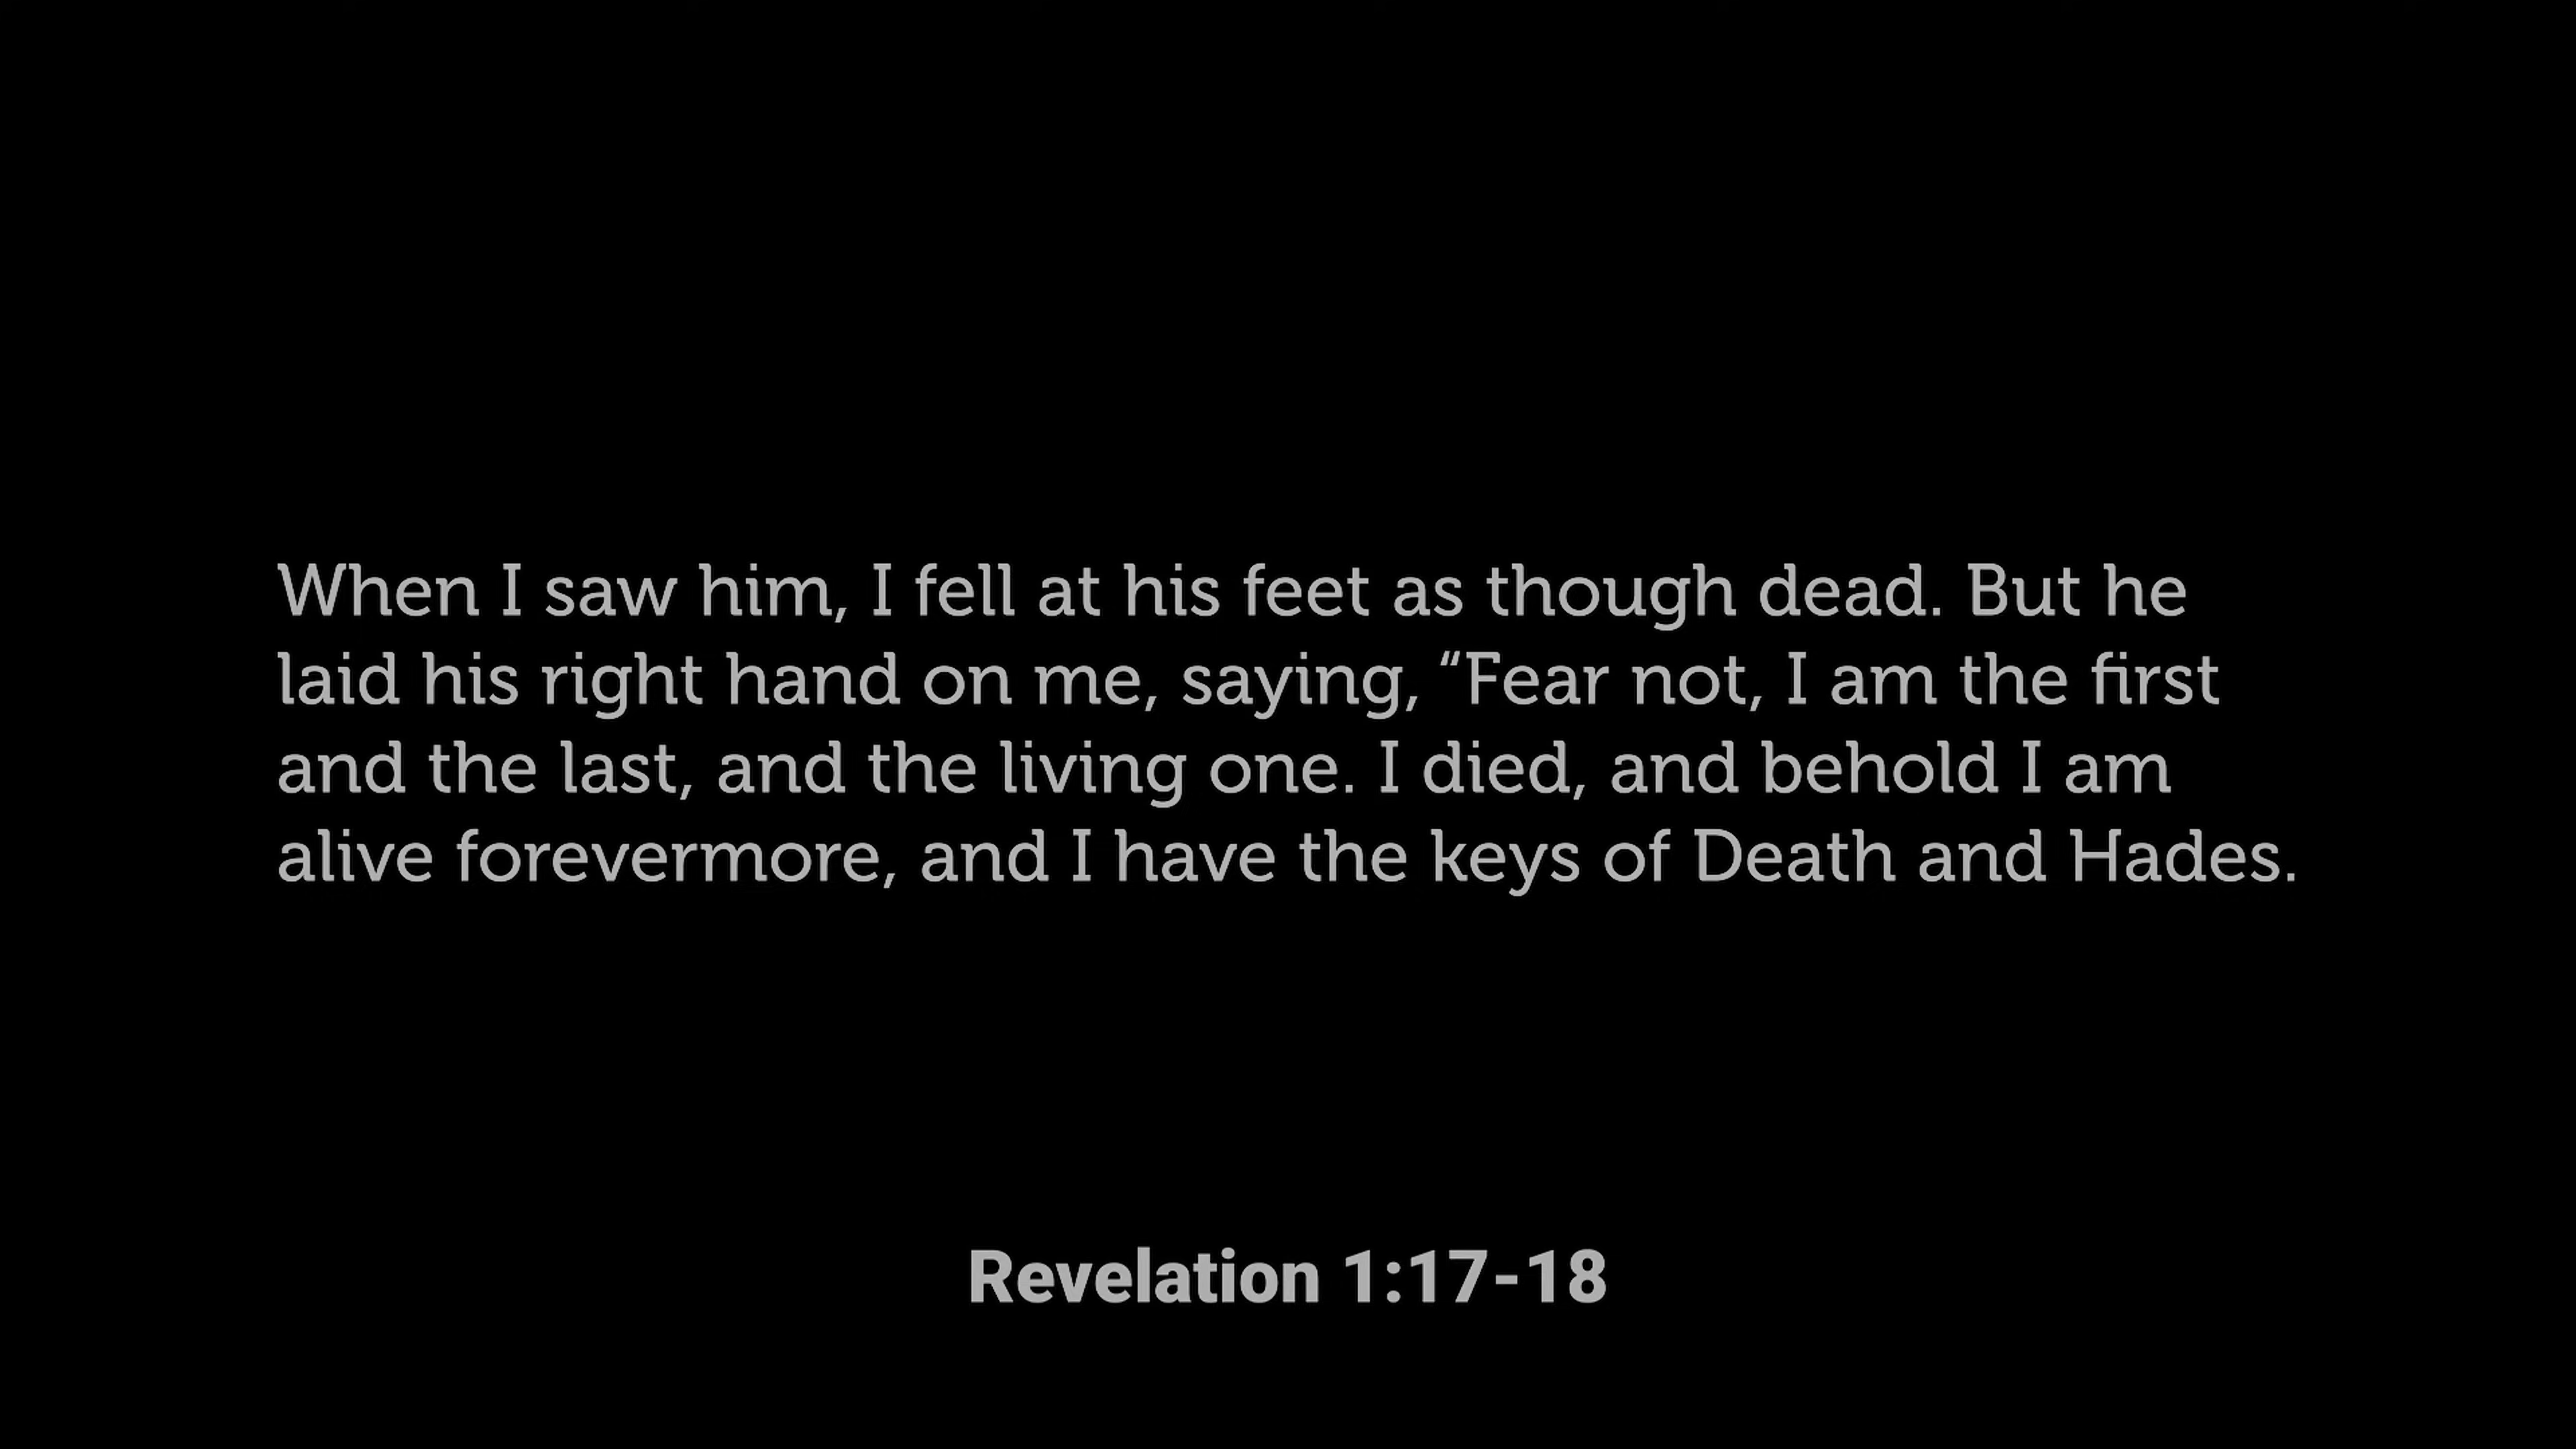 When I saw him, I fell at his feet as though dead. But he
laid his right hand on me, saying, “Fear not, I am the first
and the last, and the living one. I died, and behold I am
alive forevermore, and I have the keys of Death and Hades.
Revelation 1:17-18